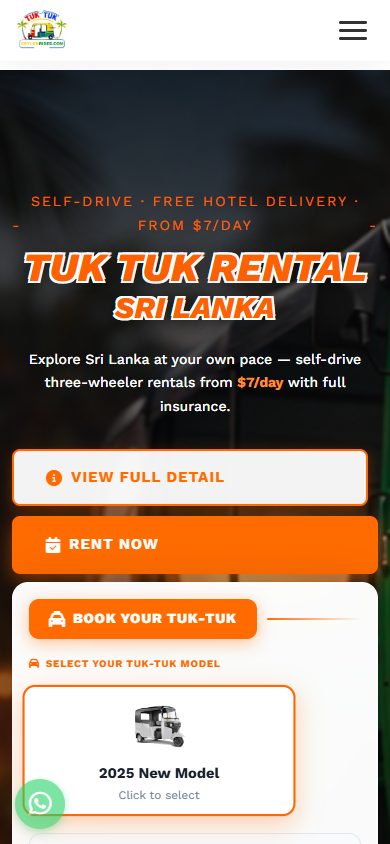 TUK TUK
SELF-DRIVE · FREE HOTEL DELIVERY ·
FROM $7/DAY
TUK TUK RENTAL
SRI LANKA
Explore Sri Lanka at your own pace — self-drive
three-wheeler rentals from $7/day with full
insurance.
VIEW FULL DETAIL
RENT NOW
BOOK YOUR TUK-TUK
SELECT YOUR TUK-TUK MODEL
2025 New Model
Click to select